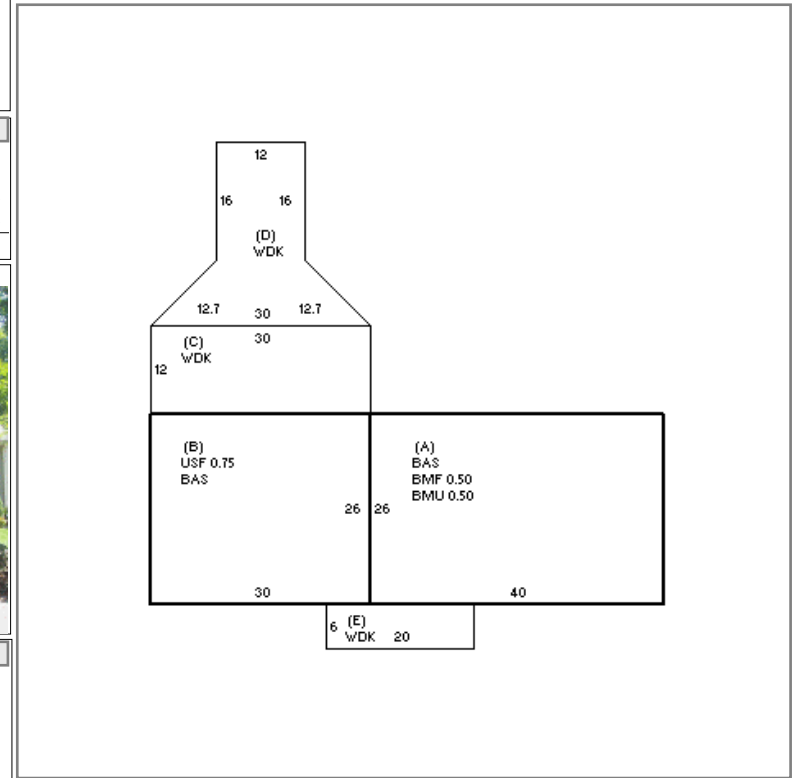 12
16 16
(D)
WDK
12.7 30 12.7
30
(C)
WDK
12
(B)
USF 0.75
BAS
(A)
BAS
BMF 0.50
BMU 0.50
26 26
30 40
6 (E)
WDK 20